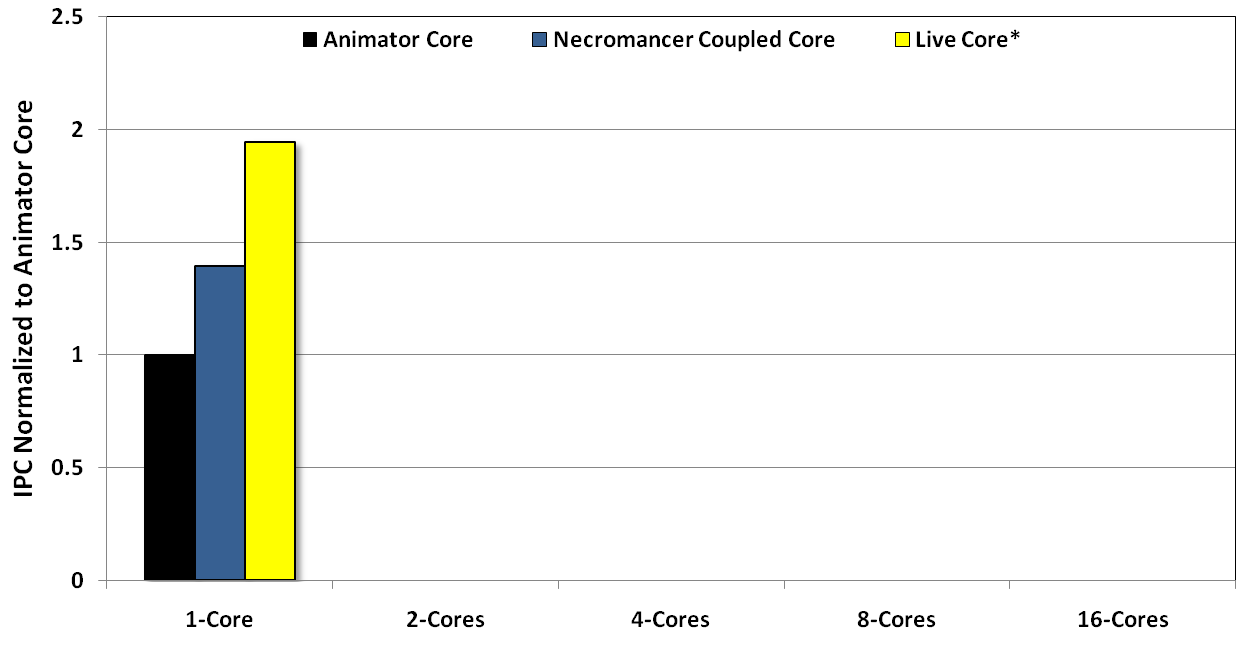 2.5
Animator Core Necromancer Coupled Core Live Core*
2
1.5
1
0.5
0
IPC Normalized to Animator Core
1-Core 2-Cores 4-Cores 8-Cores 16-Cores